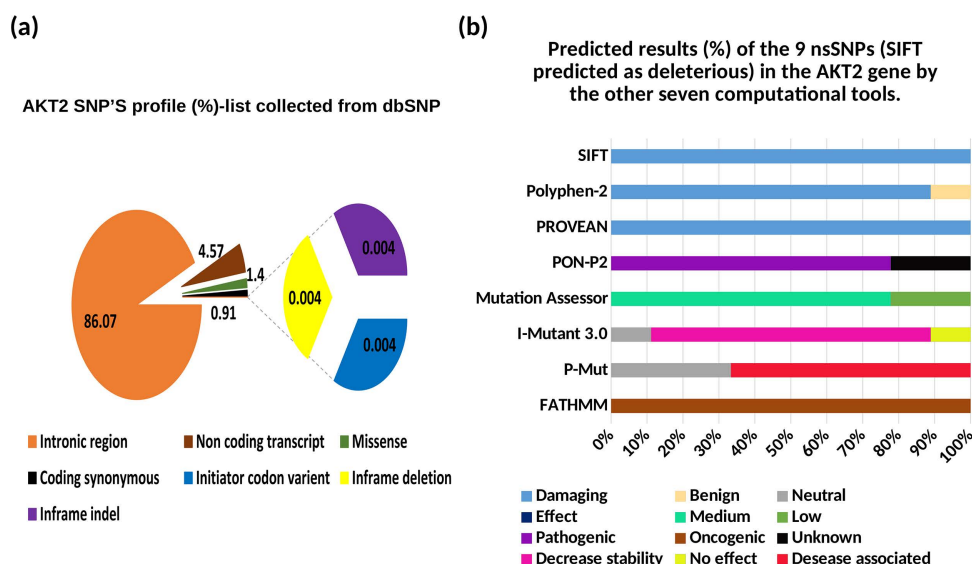 (a)
AKT2 SNP'S profile (%)-list collected from dbSNP
86.07
4.57
1.4
0.91
0.004
0.004
0.004
Intronic region
Non coding transcript
Missense
Coding synonymous
Initiator codon varient
Inframe deletion
Inframe indel
(b)
Predicted results (%) of the 9 nsSNPs (SIFT
predicted as deleterious) in the AKT2 gene by
the other seven computational tools.
SIFT
Polyphen-2
PROVEAN
PON-P2
Mutation Assessor
I-Mutant 3.0
P-Mut
FATHMM
0%
10%
20%
30%
40%
50%
60%
70%
80%
90%
100%
Damaging
Benign
Neutral
Effect
Medium
Low
Pathogenic
Oncogenic
Unknown
Decrease stability
No effect
Desease associated